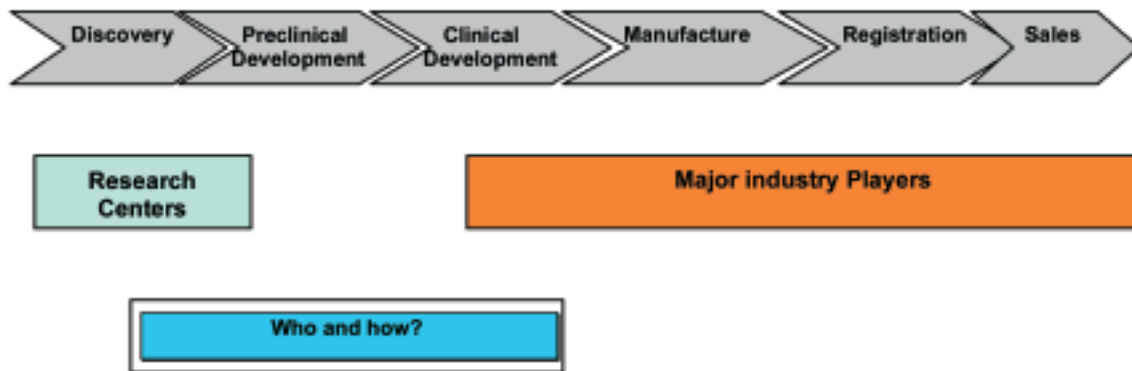 Discovery
Preclinical
Development
Clinical
Development
Manufacture
Registration
Sales
Research
Centers
Major industry Players
Who and how?